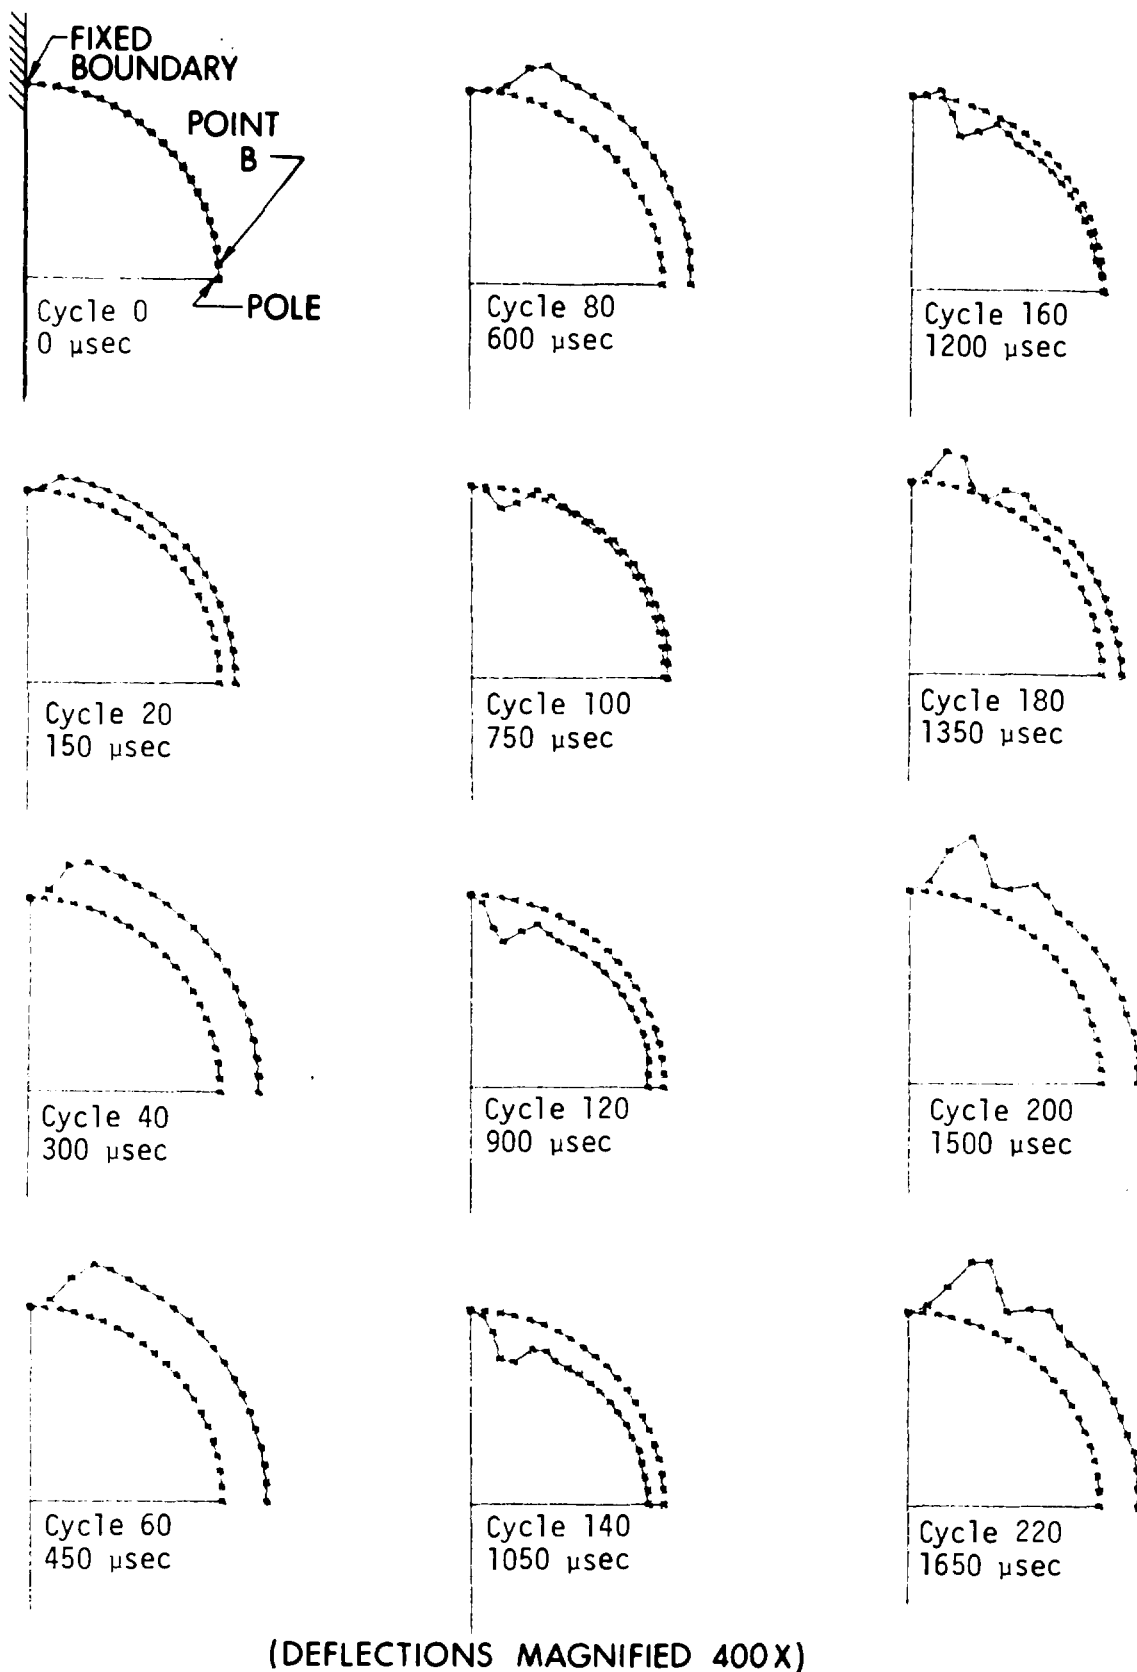 FIXED
BOUNDARY
POINT
B
POLE
Cycle 0
0 µsec
Cycle 20
150 µsec
Cycle 40
300 µsec
Cycle 60
450 µsec
Cycle 80
600 µsec
Cycle 100
750 µsec
Cycle 120
900 µsec
Cycle 140
1050 µsec
Cycle 160
1200 µsec
Cycle 180
1350 µsec
Cycle 200
1500 µsec
Cycle 220
1650 µsec
(DEFLECTIONS MAGNIFIED 400X)